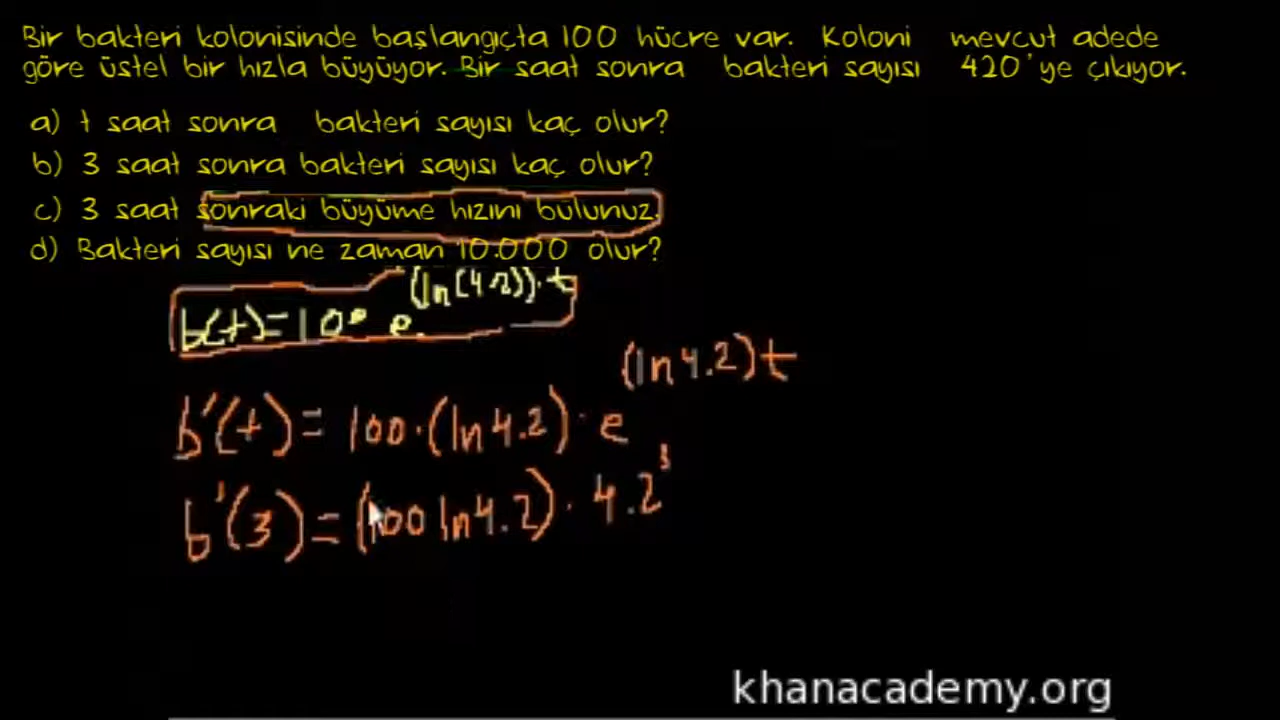 Bir bakteri kolonisinde başlangıçta 100 hücre var. Koloni mevcut adede
göre üstel bir hızla büyüyor. Bir saat sonra bakteri sayısı 420'ye çıkıyor.
a) t saat sonra bakteri sayısı kaç olur?
b) 3 saat sonra bakteri sayısı kaç olur?
c) 3 saat sonraki büyüme hızını bulunuz.
d) Bakteri sayısı ne zaman 10.000 olur?
b(t)=100 e^(ln(4.2))·t
b'(t)=100·(ln4.2)·e^(ln4.2)t
b'(3)=(100 ln4.2)·4.2³
khanacademy.org